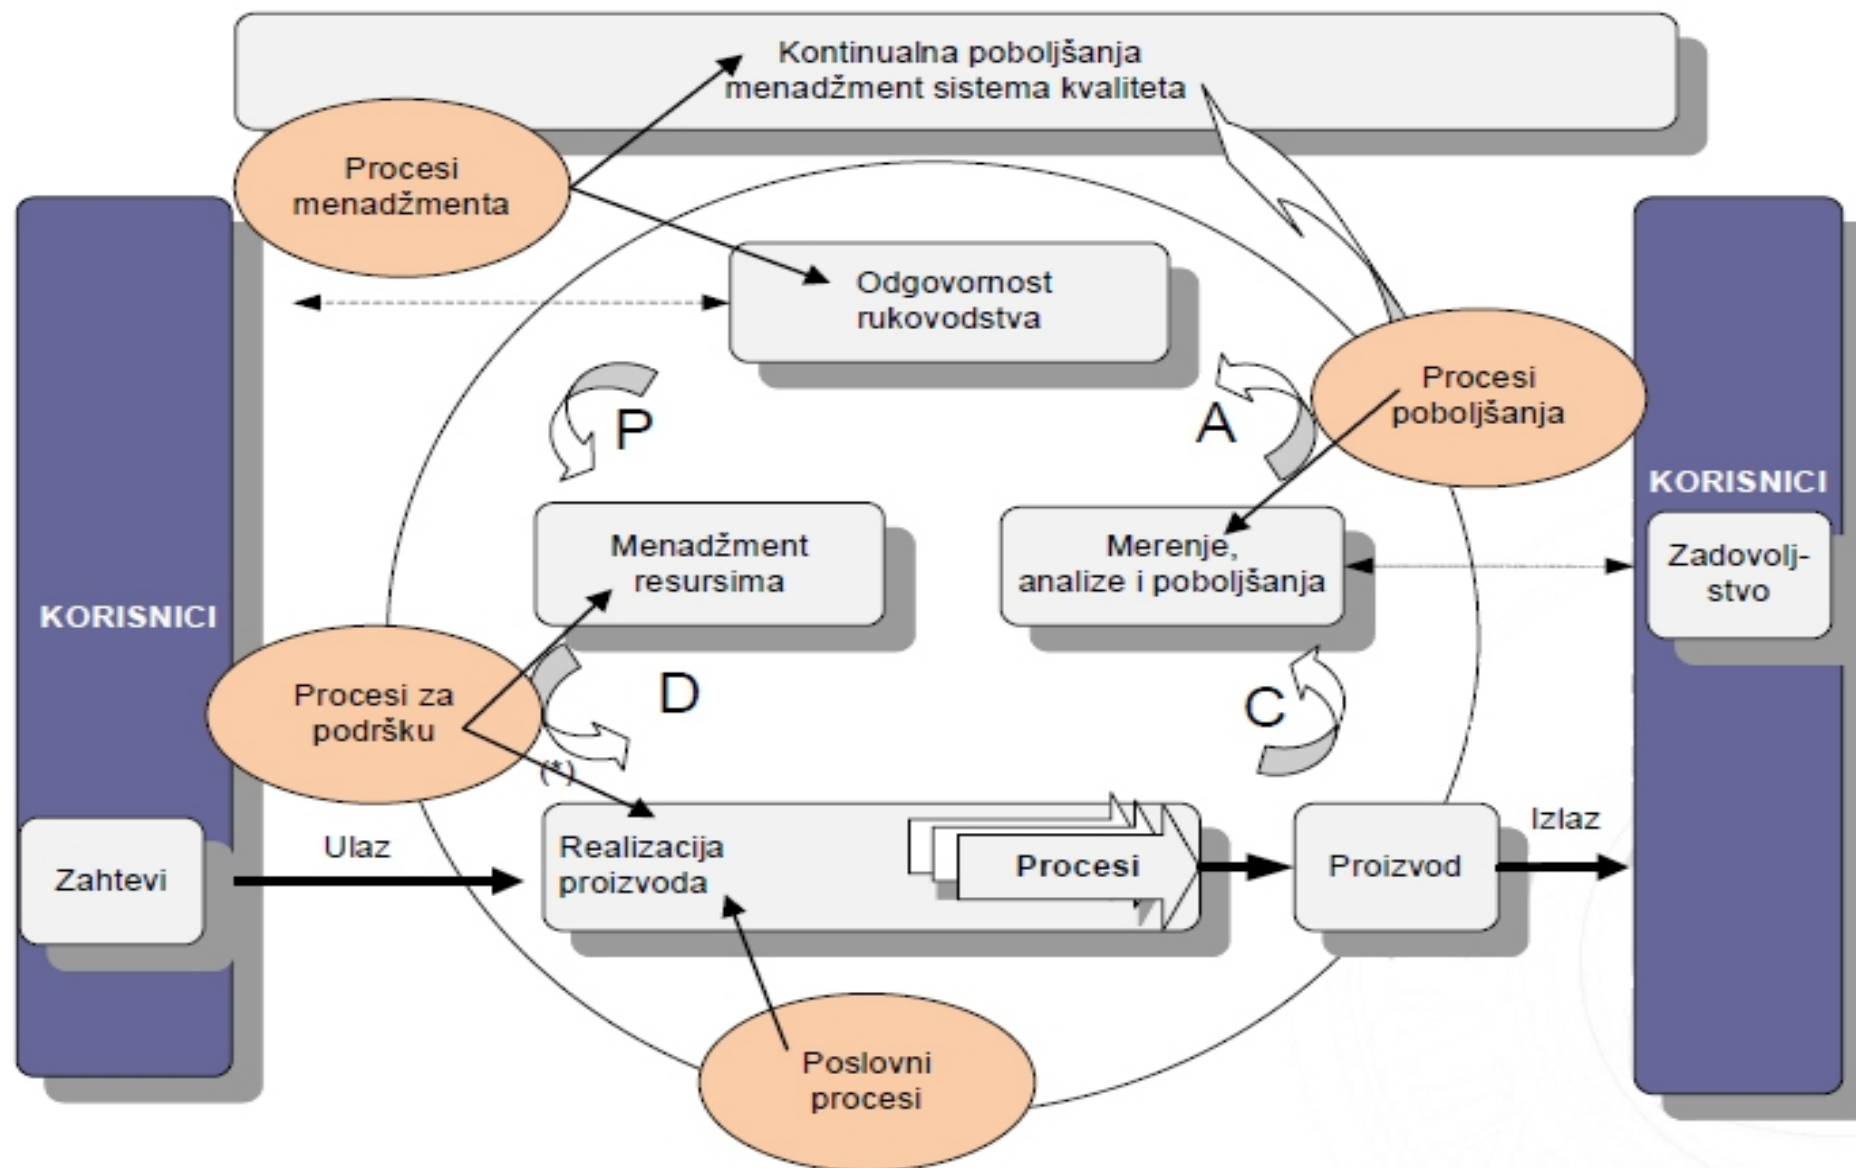 Kontinualna poboljšanja
menadžment sistema kvaliteta
Procesi
menadžmenta
Odgovornost
rukovodstva
Procesi
poboljšanja
P
A
KORISNICI
Menadžment
resursima
Merenje,
analize i poboljšanja
Zadovolj-
stvo
KORISNICI
Procesi za
podršku
D
C
(*)
Zahtevi
Ulaz
Realizacija
proizvoda
Procesi
Proizvod
Izlaz
Poslovni
procesi